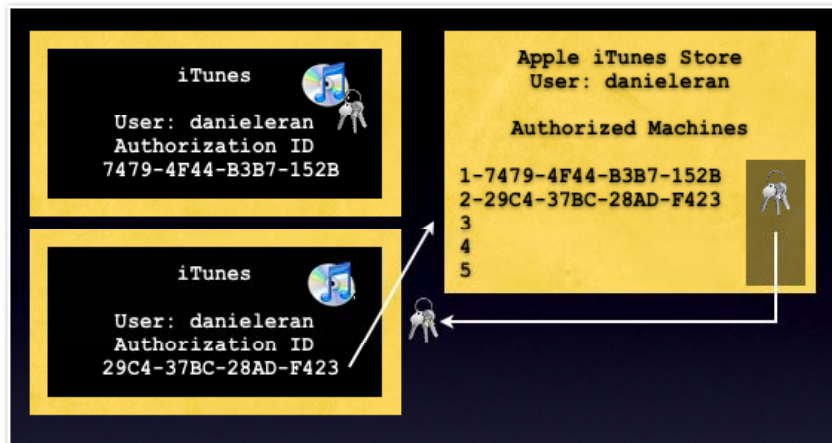 iTunes
User: danieleran
Authorization ID
7479-4F44-B3B7-152B
iTunes
User: danieleran
Authorization ID
29C4-37BC-28AD-F423
Apple iTunes Store
User: danieleran
Authorized Machines
1-7479-4F44-B3B7-152B
2-29C4-37BC-28AD-F423
3
4
5